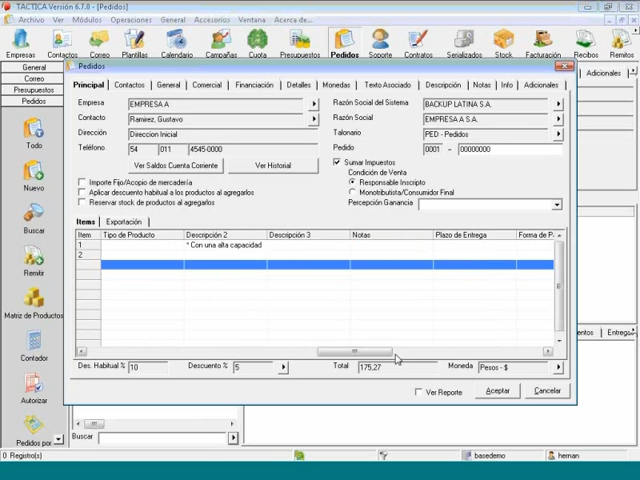 TACTICA Versión 6.7.0 - [Pedidos]
Archivo Ver Módulos Operaciones General Accesorios Ventana Acerca de...
Empresas Contactos Correo Plantillas Calendario Campañas Cuota Presupuestos Pedidos Soporte Contratos Serializados Stock Facturación Recibos Remitos
General
Correo
Presupuestos
Pedidos
Todo
Nuevo
Buscar
Remitir
Matriz de Productos
Contador
Autorizar
Pedidos por
Adicionales
Pedidos
Principal Contactos General Comercial Financiación Detalles Monedas Texto Asociado Descripción Notas Info Adicionales
Empresa EMPRESA A
Contacto Ramirez, Gustavo
Dirección Direccion Inicial
Teléfono 54 011 4545-0000
Ver Saldos Cuenta Corriente Ver Historial
Razón Social del Sistema BACKUP LATINA S.A.
Razón Social EMPRESA A S.A.
Talonario PED - Pedidos
Pedido 0001 - 00000000
Sumar Impuestos
Condición de Venta
Responsable Inscripto
Monotibutista/Consumidor Final
Percepción Ganancia
Importe Fijo/Acopio de mercadería
Aplicar descuento habitual a los productos al agregarlos
Reservar stock de productos al agregarlos
Items Exportación
Item Tipo de Producto Descripción 2 Descripción 3 Notas Plazo de Entrega Forma de P
1 * Con una alta capacidad
2
Des. Habitual % 10 Descuento % 5 Total 175,27 Moneda Pesos - $
Ver Reporte Aceptar Cancelar
Entregas
Buscar
0 Registro(s) basedemo hernan